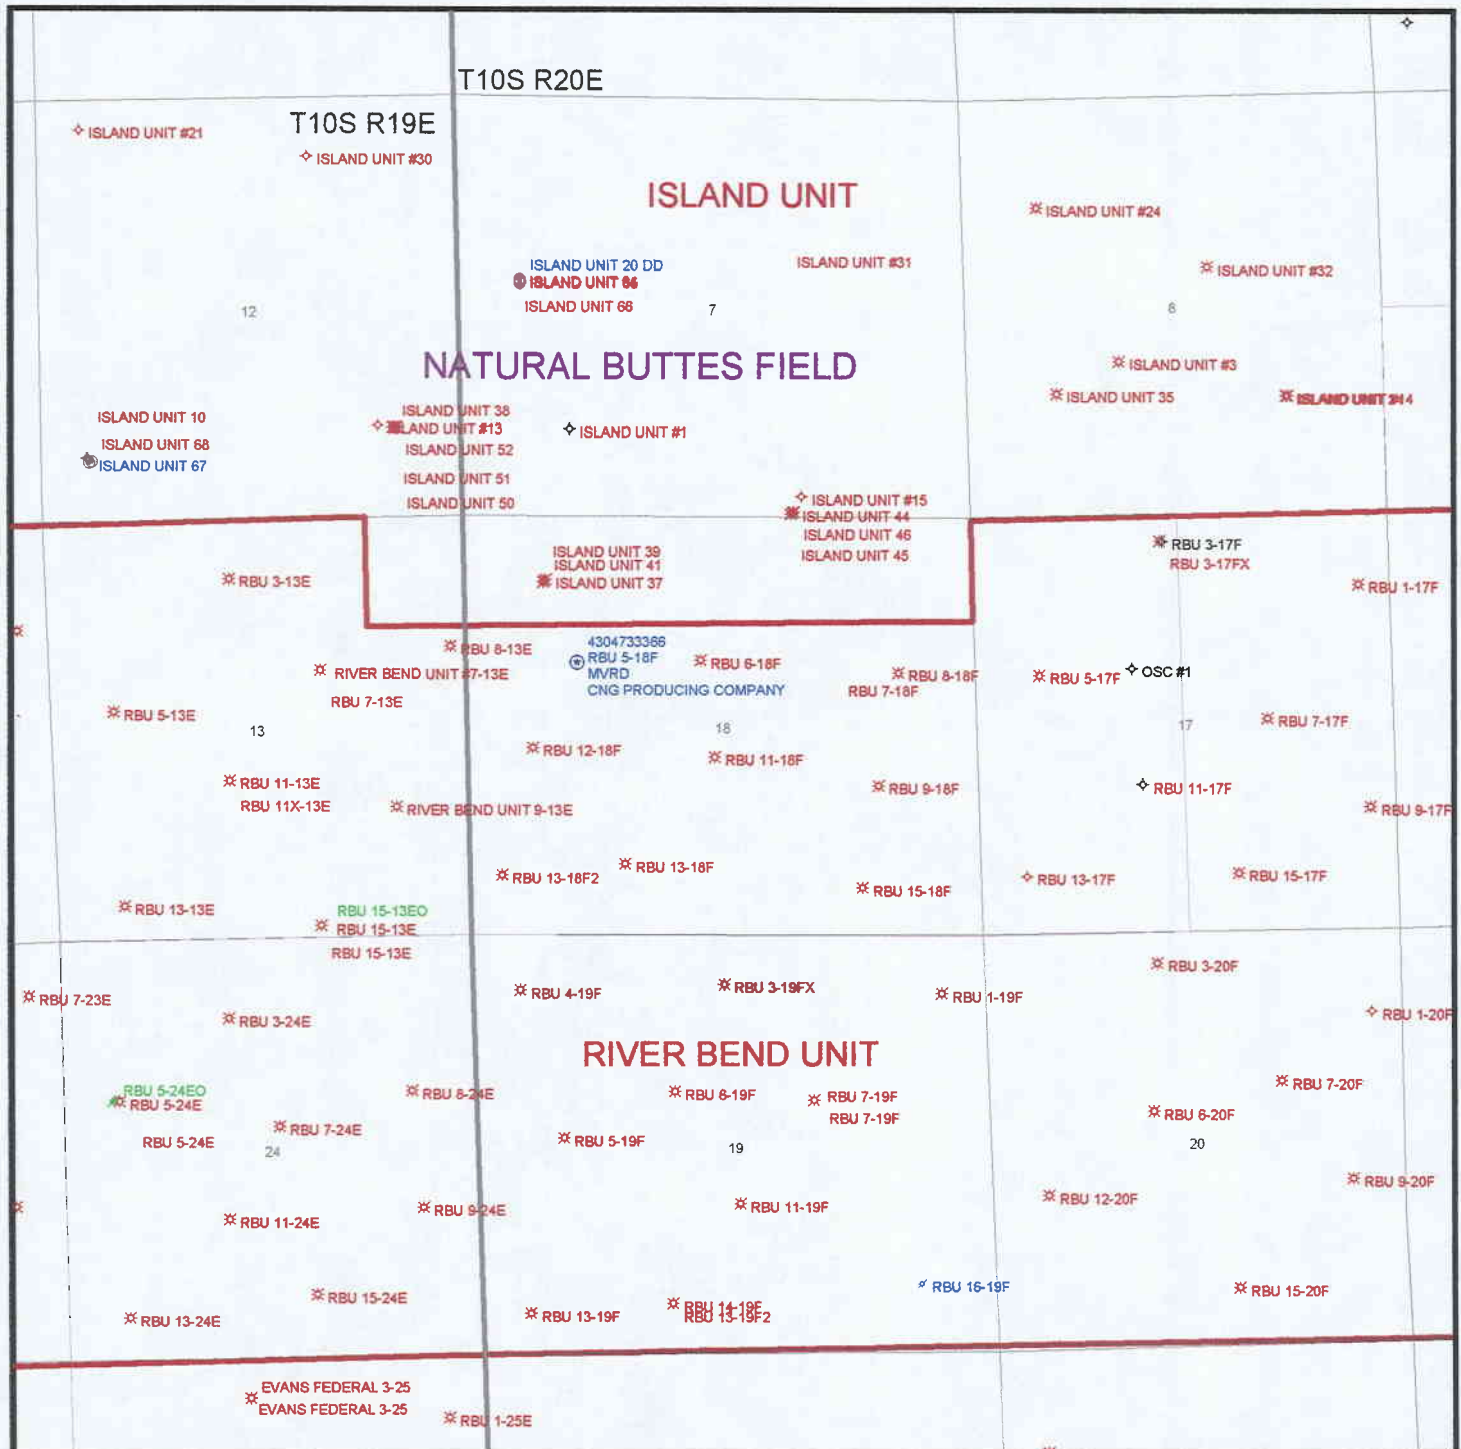 T10S R20E
T10S R19E
ISLAND UNIT #21
ISLAND UNIT #30
ISLAND UNIT
ISLAND UNIT #24
ISLAND UNIT #31
ISLAND UNIT #32
ISLAND UNIT 20 DD
ISLAND UNIT
ISLAND UNIT 66
12
7
8
NATURAL BUTTES FIELD
ISLAND UNIT #3
ISLAND UNIT 35
ISLAND UNIT
ISLAND UNIT 10
ISLAND UNIT 68
ISLAND UNIT 67
ISLAND UNIT 38
ISLAND UNIT #13
ISLAND UNIT 52
ISLAND UNIT 51
ISLAND UNIT 50
ISLAND UNIT #1
ISLAND UNIT #15
ISLAND UNIT 44
ISLAND UNIT 46
ISLAND UNIT 45
ISLAND UNIT 39
ISLAND UNIT 41
ISLAND UNIT 37
RBU 3-17F
RBU 3-17FX
RBU 1-17F
RBU 3-13E
RBU 8-13E
RIVER BEND UNIT #7-13E
RBU 7-13E
RBU 5-13E
13
4304733366
RBU 5-18F
MVRD
CNG PRODUCING COMPANY
RBU 6-18F
RBU 8-18F
RBU 7-18F
RBU 5-17F
OSC #1
RBU 7-17F
17
18
RBU 12-18F
RBU 11-18F
RBU 9-18F
RBU 11-17F
RBU 9-17F
RBU 11-13E
RBU 11X-13E
RIVER BEND UNIT 9-13E
RBU 13-18F2
RBU 13-18F
RBU 15-18F
RBU 13-17F
RBU 15-17F
RBU 13-13E
RBU 15-13EO
RBU 15-13E
RBU 15-13E
RBU 3-20F
RBU 7-23E
RBU 3-24E
RBU 4-19F
RBU 3-19FX
RBU 1-19F
RBU 1-20F
RIVER BEND UNIT
RBU 5-24EO
RBU 5-24E
RBU 5-24E
RBU 8-24E
RBU 7-24E
24
RBU 6-19F
RBU 7-19F
RBU 7-19F
RBU 5-19F
19
RBU 7-20F
RBU 6-20F
20
RBU 9-20F
RBU 12-20F
RBU 11-24E
RBU 9-24E
RBU 11-19F
RBU 16-19F
RBU 15-20F
RBU 15-24E
RBU 13-24E
RBU 13-19F
RBU 14-19F
RBU 13-19F2
EVANS FEDERAL 3-25
EVANS FEDERAL 3-25
RBU 1-25E